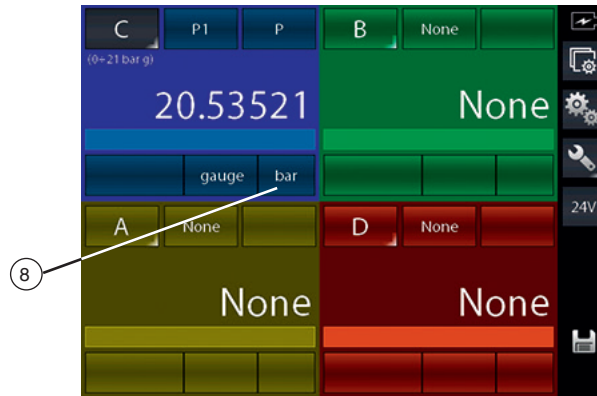 C P1 P
(0÷21 bar g)
20.53521
gauge bar
B None
None
A None
None
D None
None
24V
8